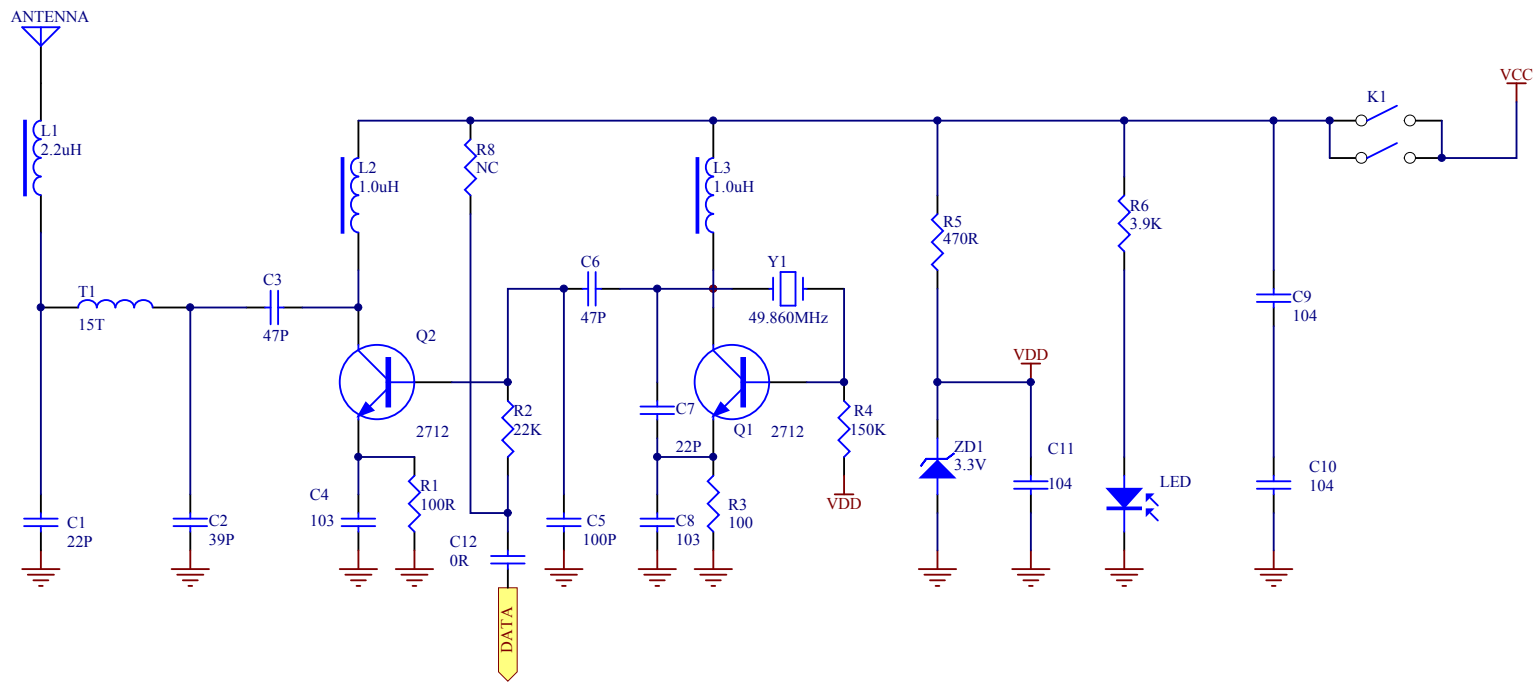 ANTENNA
VCC
K1
L1
2.2uH
R8
NC
L2
1.0uH
L3
1.0uH
R6
3.9K
R5
470R
C6
47P
Y1
49.860MHz
C3
47P
T1
15T
C9
104
Q2
2712
VDD
R2
22K
C7
22P
Q1
2712
R4
150K
VDD
ZD1
3.3V
C11
104
LED
C10
104
C4
103
R1
100R
R3
100
C1
22P
C2
39P
C12
0R
C5
100P
C8
103
DATA